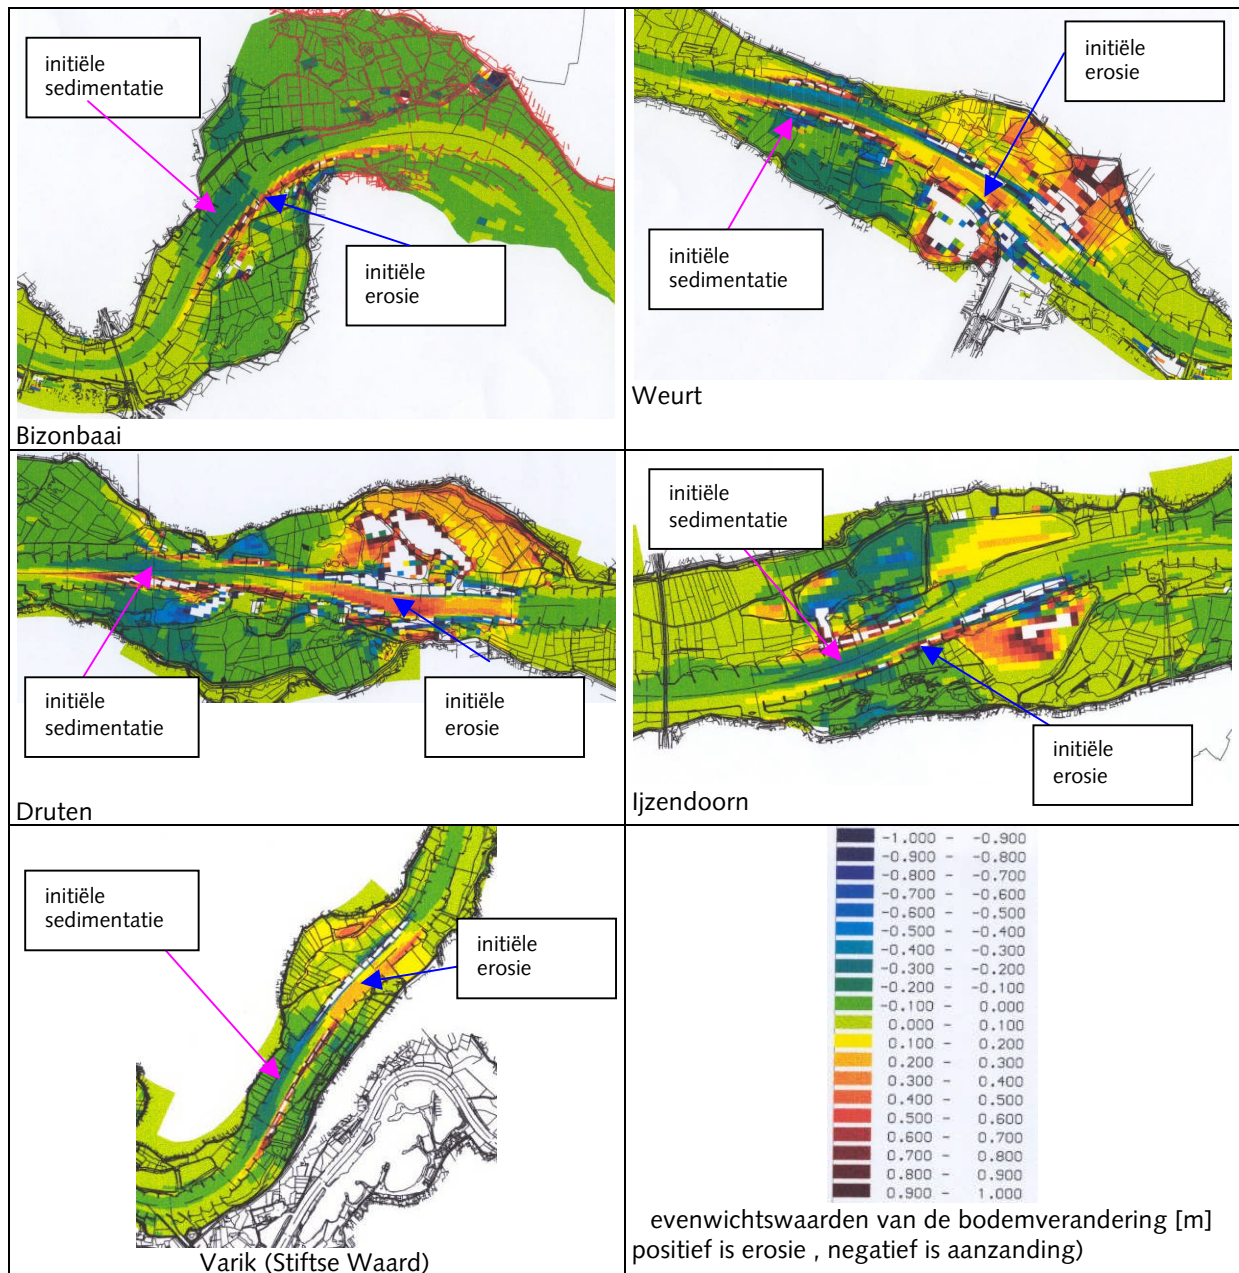 initiële
sedimentatie
initiële
erosie
Bizonbaai
initiële
erosie
initiële
sedimentatie
Weurt
initiële
sedimentatie
initiële
erosie
Druten
initiële
sedimentatie
initiële
erosie
Ijzendoorn
initiële
sedimentatie
initiële
erosie
Varik (Stiftse Waard)
-1.000 - -0.900
-0.900 - -0.800
-0.800 - -0.700
-0.700 - -0.600
-0.600 - -0.500
-0.500 - -0.400
-0.400 - -0.300
-0.300 - -0.200
-0.200 - -0.100
-0.100 - 0.000
0.000 - 0.100
0.100 - 0.200
0.200 - 0.300
0.300 - 0.400
0.400 - 0.500
0.500 - 0.600
0.600 - 0.700
0.700 - 0.800
0.800 - 0.900
0.900 - 1.000
evenwichtswaarden van de bodemverandering [m]
positief is erosie , negatief is aanzanding)